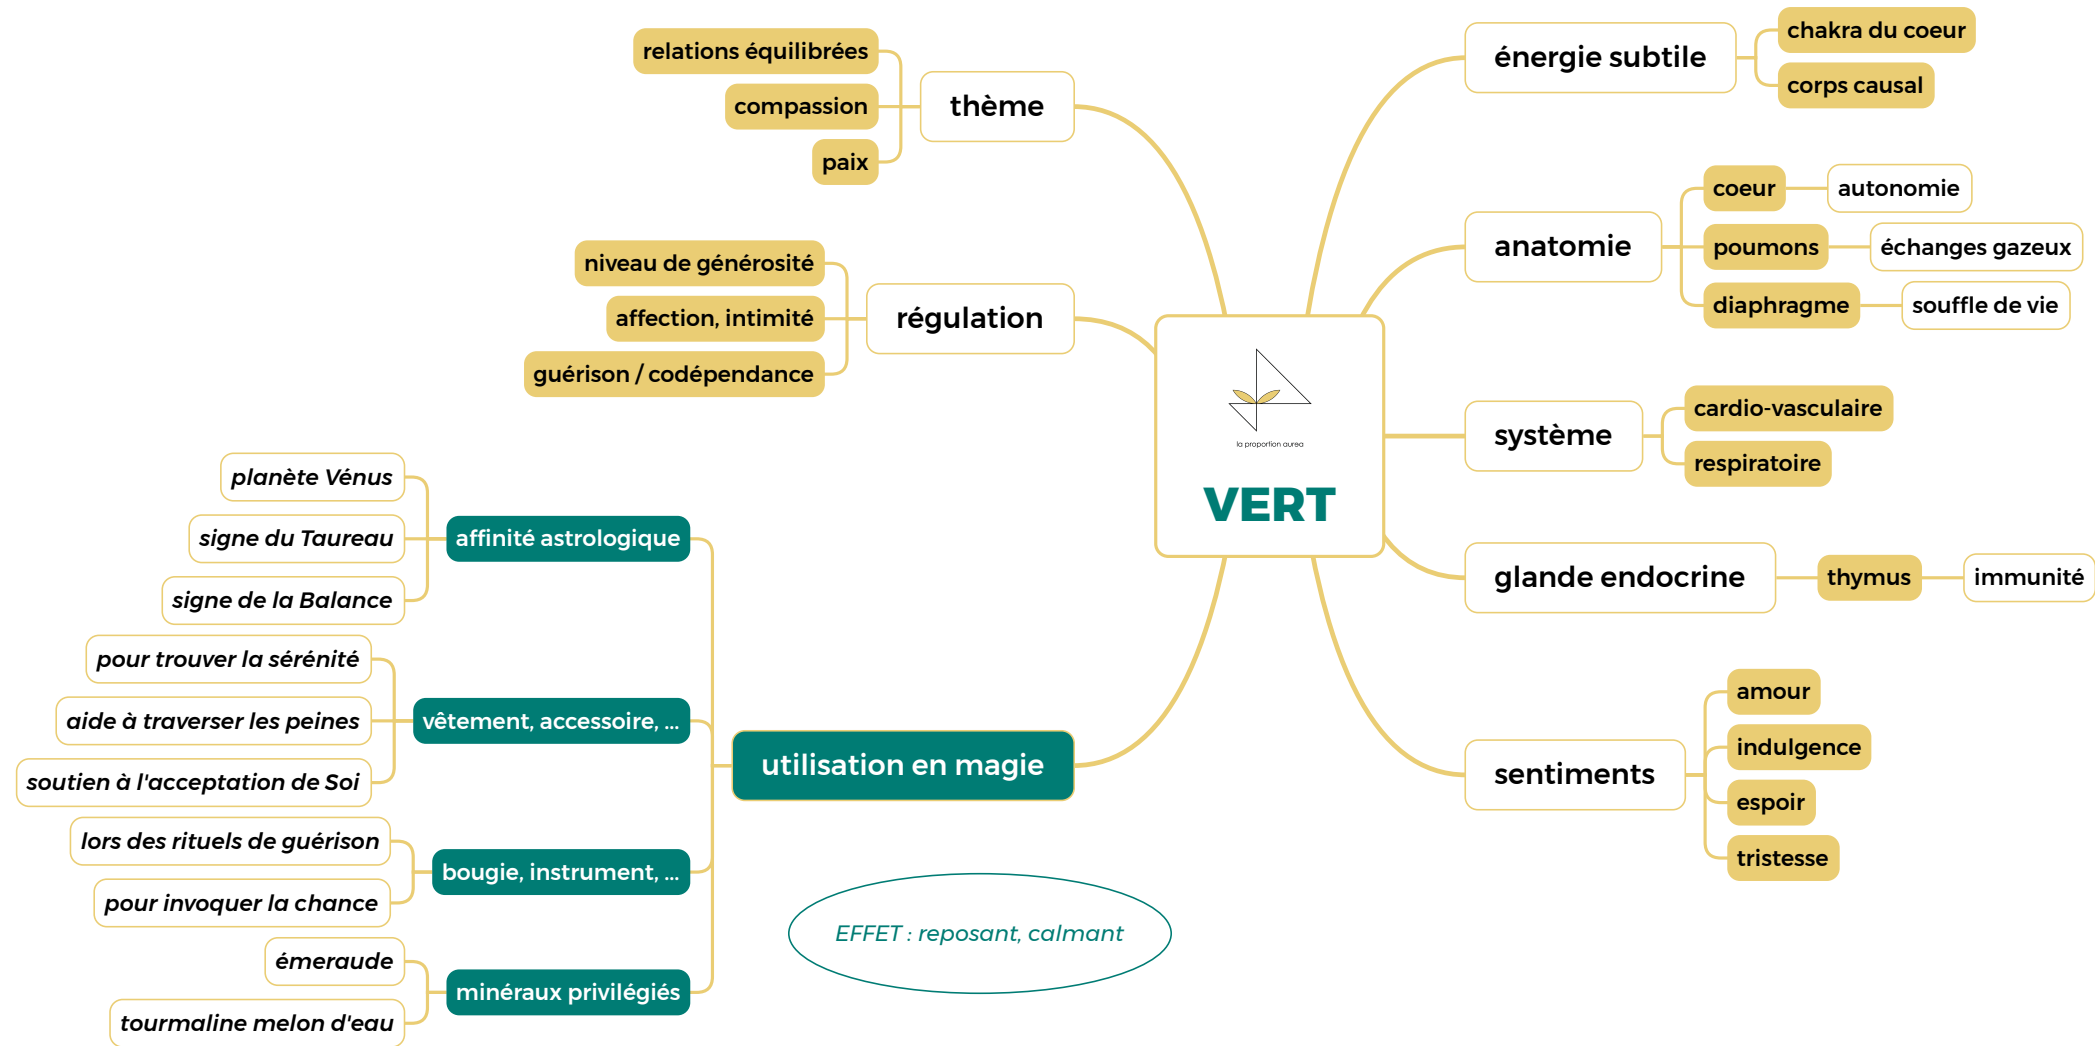 la proportion aurea
VERT
énergie subtile
chakra du coeur
corps causal
anatomie
coeur
autonomie
poumons
échanges gazeux
diaphragme
souffle de vie
système
cardio-vasculaire
respiratoire
glande endocrine
thymus
immunité
sentiments
amour
indulgence
espoir
tristesse
thème
relations équilibrées
compassion
paix
régulation
niveau de générosité
affection, intimité
guérison / codépendance
utilisation en magie
affinité astrologique
planète Vénus
signe du Taureau
signe de la Balance
vêtement, accessoire, ...
pour trouver la sérénité
aide à traverser les peines
soutien à l'acceptation de Soi
bougie, instrument, ...
lors des rituels de guérison
pour invoquer la chance
minéraux privilégiés
émeraude
tourmaline melon d'eau
EFFET : reposant, calmant